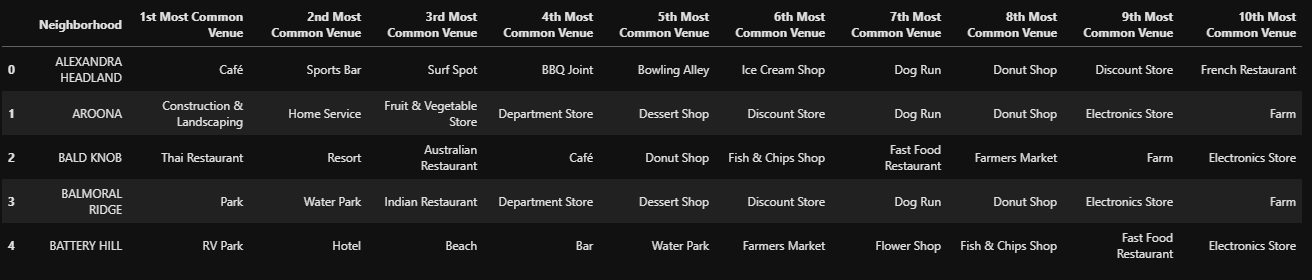 Neighborhood 1st Most Common Venue 2nd Most Common Venue 3rd Most Common Venue 4th Most Common Venue 5th Most Common Venue 6th Most Common Venue 7th Most Common Venue 8th Most Common Venue 9th Most Common Venue 10th Most Common Venue
0 ALEXANDRA HEADLAND Café Sports Bar Surf Spot BBQ Joint Bowling Alley Ice Cream Shop Dog Run Donut Shop Discount Store French Restaurant
1 AROONA Construction & Landscaping Home Service Fruit & Vegetable Store Department Store Dessert Shop Discount Store Dog Run Donut Shop Electronics Store Farm
2 BALD KNOB Thai Restaurant Resort Australian Restaurant Café Donut Shop Fish & Chips Shop Fast Food Restaurant Farmers Market Farm Electronics Store
3 BALMORAL RIDGE Park Water Park Indian Restaurant Department Store Dessert Shop Discount Store Dog Run Donut Shop Electronics Store Farm
4 BATTERY HILL RV Park Hotel Beach Bar Water Park Farmers Market Flower Shop Fish & Chips Shop Fast Food Restaurant Electronics Store